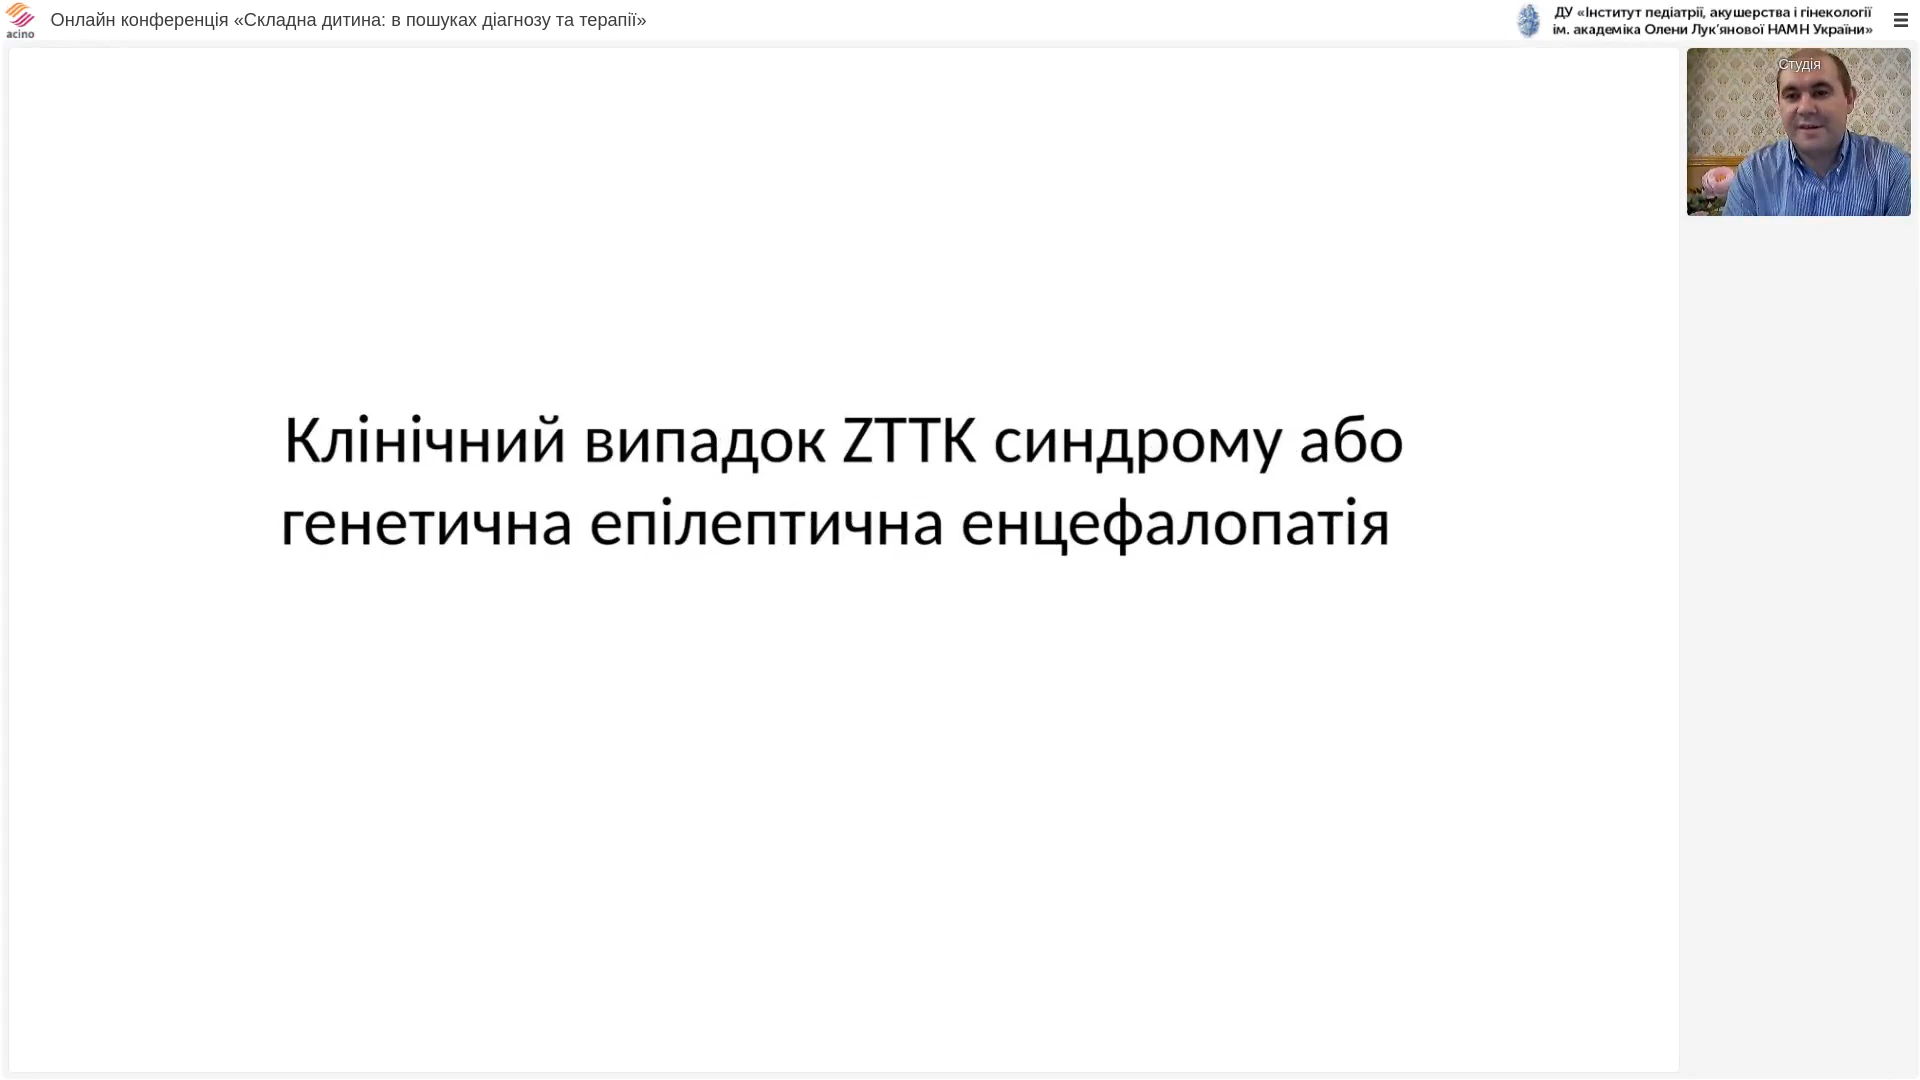 acino
Онлайн конференція «Складна дитина: в пошуках діагнозу та терапії»
ДУ «Інститут педіатрії, акушерства і гінекології
ім. академіка Олени Лук'янової НАМН України»
Студія
Клінічний випадок ZTTK синдрому або
генетична епілептична енцефалопатія